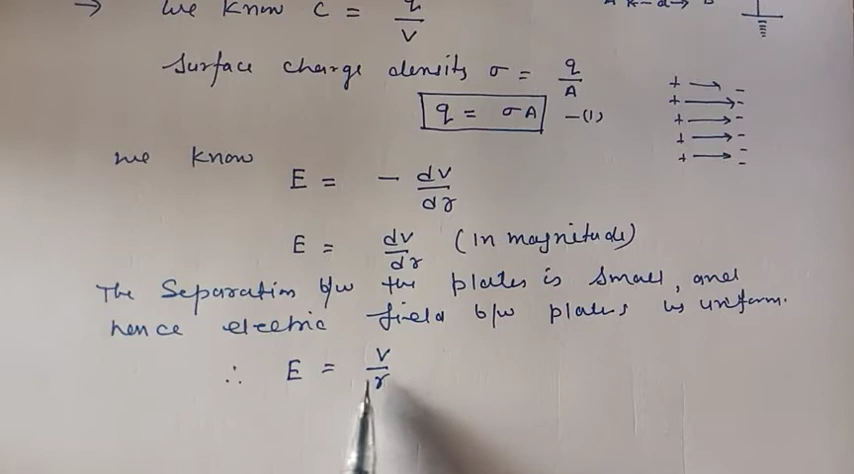 → We know C = q/V
A k-d→ B
Surface charge density σ = q/A
q = σA -(1)
+ → -
+ → -
+ → -
+ → -
+ → -
we know
E = - dv/dr
E = dv/dr (in magnitude)
The Separation b/w the plates is small, and
hence electric field b/w plates is uniform.
∴ E = V/r